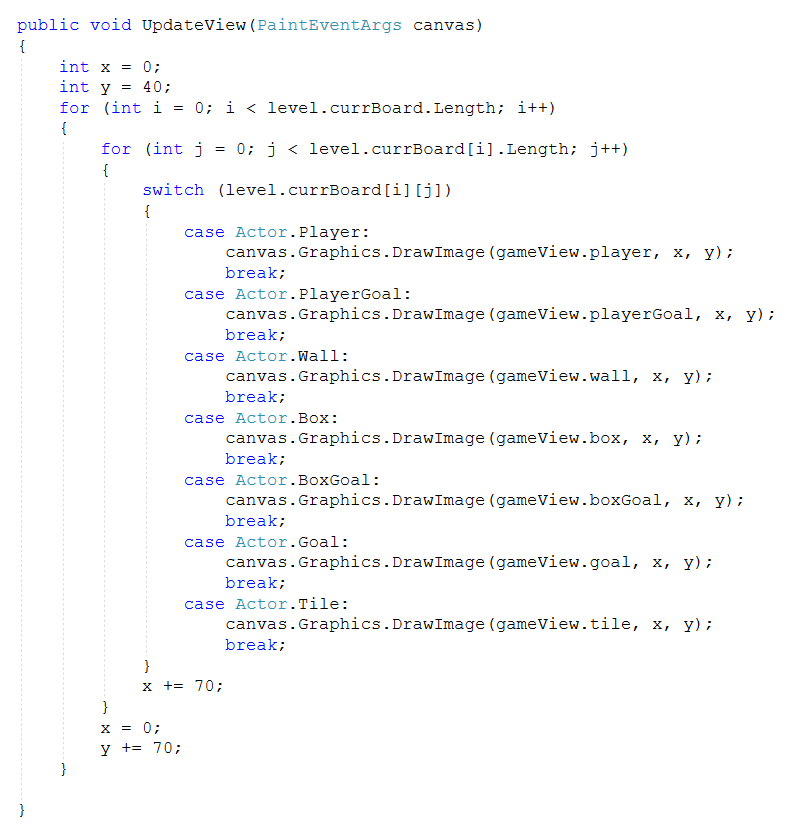 public void UpdateView(PaintEventArgs canvas)
{
    int x = 0;
    int y = 40;
    for (int i = 0; i < level.currBoard.Length; i++)
    {
        for (int j = 0; j < level.currBoard[i].Length; j++)
        {
            switch (level.currBoard[i][j])
            {
                case Actor.Player:
                    canvas.Graphics.DrawImage(gameView.player, x, y);
                    break;
                case Actor.PlayerGoal:
                    canvas.Graphics.DrawImage(gameView.playerGoal, x, y);
                    break;
                case Actor.Wall:
                    canvas.Graphics.DrawImage(gameView.wall, x, y);
                    break;
                case Actor.Box:
                    canvas.Graphics.DrawImage(gameView.box, x, y);
                    break;
                case Actor.BoxGoal:
                    canvas.Graphics.DrawImage(gameView.boxGoal, x, y);
                    break;
                case Actor.Goal:
                    canvas.Graphics.DrawImage(gameView.goal, x, y);
                    break;
                case Actor.Tile:
                    canvas.Graphics.DrawImage(gameView.tile, x, y);
                    break;
            }
            x += 70;
        }
        x = 0;
        y += 70;
    }

}